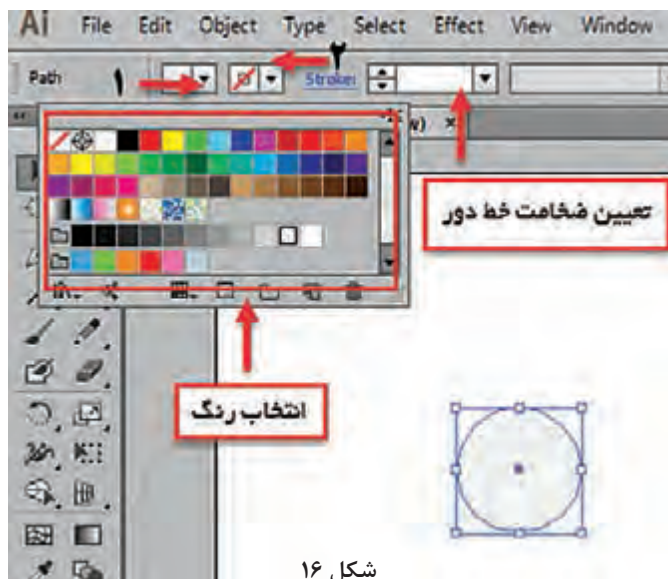 Ai File Edit Object Type Select Effect View Window
۲
Path ۱ Stroke:
w) ×
تعیین ضخامت خط دور
انتخاب رنگ
شکل ۱۶